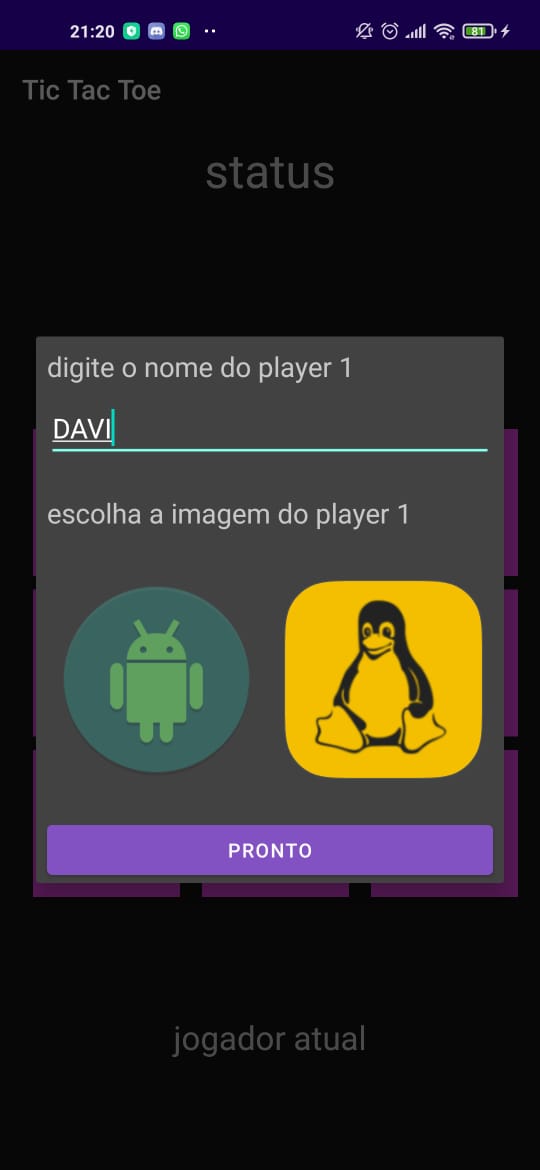 21:20
81
Tic Tac Toe
status
digite o nome do player 1
DAVI
escolha a imagem do player 1
PRONTO
jogador atual